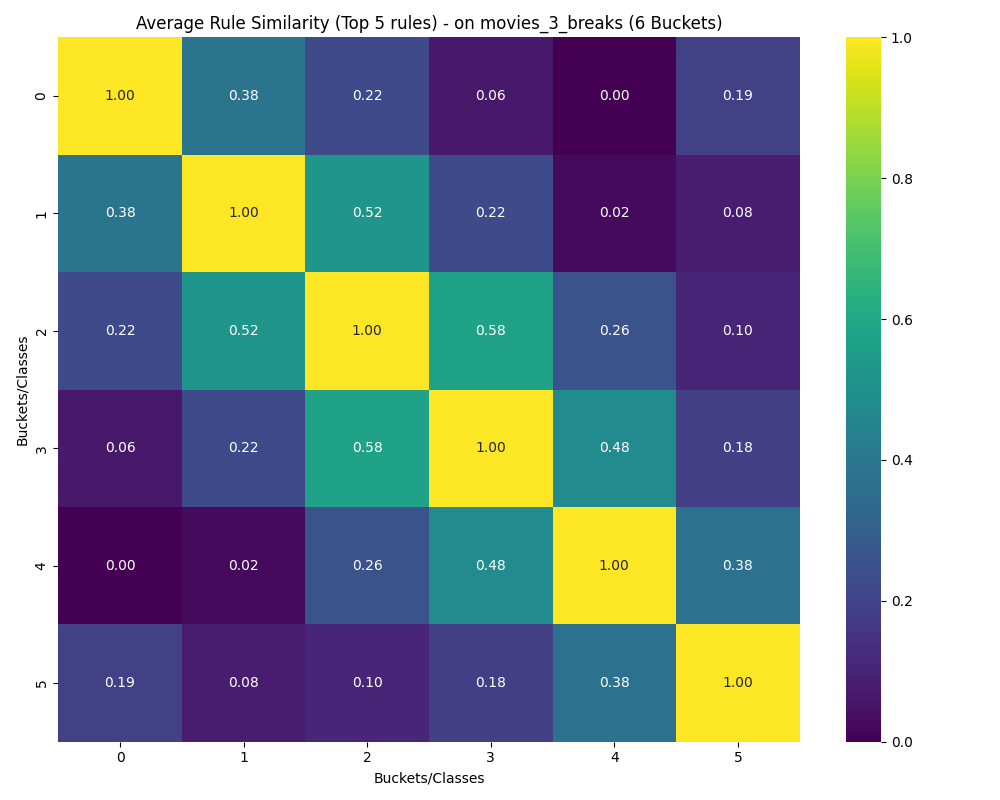 Average Rule Similarity (Top 5 rules) - on movies_3_breaks (6 Buckets)
Buckets/Classes
0 1.00 0.38 0.22 0.06 0.00 0.19
1 0.38 1.00 0.52 0.22 0.02 0.08
2 0.22 0.52 1.00 0.58 0.26 0.10
3 0.06 0.22 0.58 1.00 0.48 0.18
4 0.00 0.02 0.26 0.48 1.00 0.38
5 0.19 0.08 0.10 0.18 0.38 1.00
0 1 2 3 4 5
Buckets/Classes
1.0
0.8
0.6
0.4
0.2
0.0